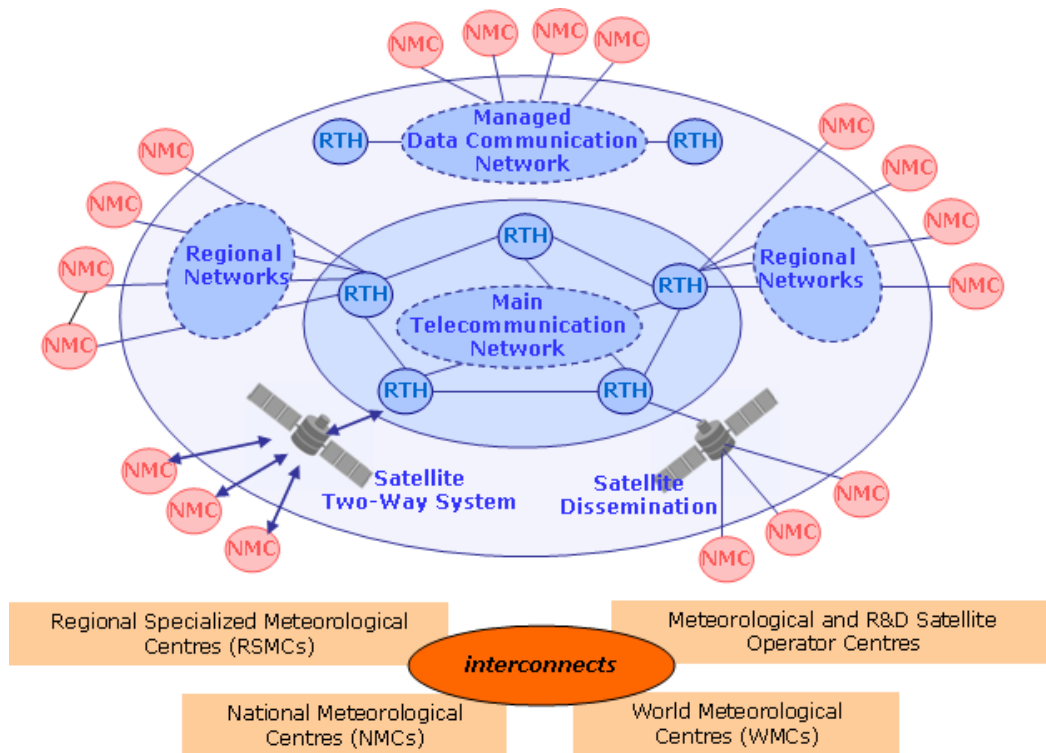 NMC
NMC
NMC
NMC
Managed
Data Communication
Network
RTH
RTH
NMC
NMC
NMC
NMC
NMC
NMC
NMC
NMC
Regional
Networks
RTH
RTH
RTH
Regional
Networks
Main
Telecommunication
Network
RTH
RTH
Satellite
Two-Way System
Satellite
Dissemination
NMC
NMC
NMC
NMC
NMC
NMC
Regional Specialized Meteorological
Centres (RSMCs)
Meteorological and R&D Satellite
Operator Centres
interconnects
National Meteorological
Centres (NMCs)
World Meteorological
Centres (WMCs)